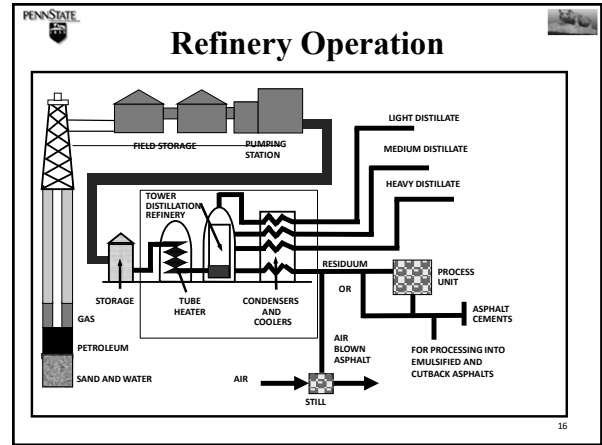 PENNSTATE
Refinery Operation
FIELD STORAGE
PUMPING
STATION
LIGHT DISTILLATE
MEDIUM DISTILLATE
HEAVY DISTILLATE
TOWER
DISTILLATION
REFINERY
RESIDUUM
OR
PROCESS
UNIT
STORAGE
TUBE
HEATER
CONDENSERS
AND
COOLERS
ASPHALT
CEMENTS
GAS
PETROLEUM
SAND AND WATER
AIR
BLOWN
ASPHALT
FOR PROCESSING INTO
EMULSIFIED AND
CUTBACK ASPHALTS
AIR
STILL
16